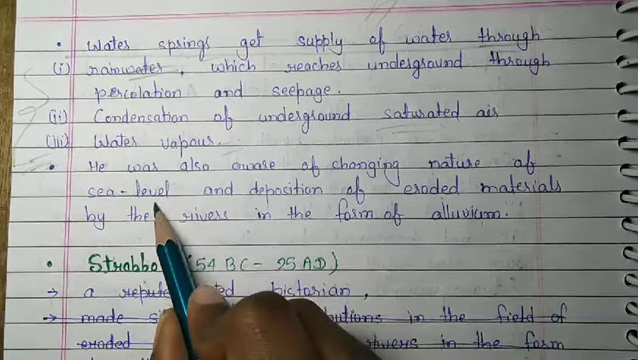 • Water springs get supply of water through
(i) rainwater, which reaches underground through
percolation and seepage.
(ii) Condensation of underground saturated air
(iii) Water vapour.
• He was also aware of changing nature of
sea-level and deposition of eroded materials
by the rivers in the form of alluvium.
• Strabbo (54 BC - 25 AD)
→ a
→ made in the field of
eroded rivers in the form